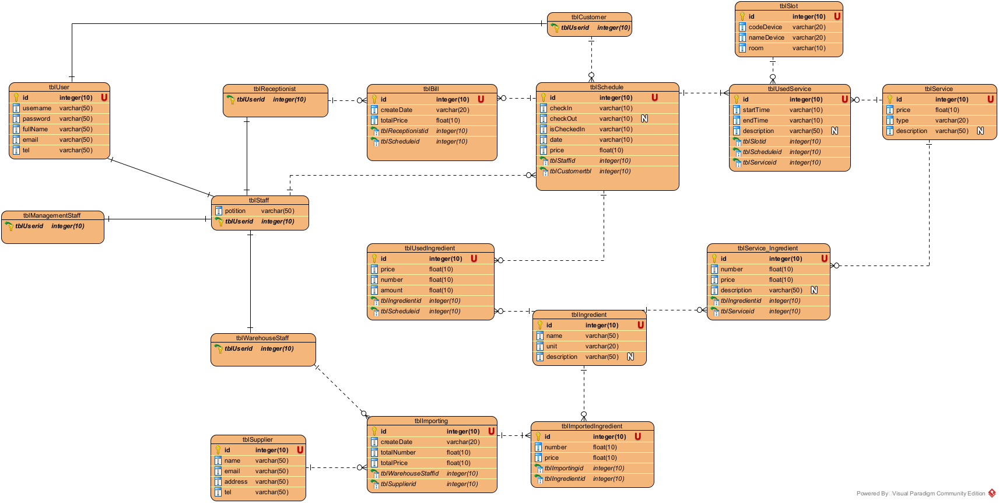 tblCustomer
tblUserid integer(10)
tblSlot
id integer(10) U
codeDevice varchar(20)
nameDevice varchar(20)
room varchar(10)
tblUser
id integer(10) U
username varchar(50)
password varchar(50)
fullName varchar(50)
email varchar(50)
tel varchar(50)
tblReceptionist
tblUserid integer(10)
tblBill
id integer(10) U
createDate varchar(20)
totalPrice float(10)
tblReceptionistid integer(10)
tblScheduleid integer(10)
tblSchedule
id integer(10) U
checkIn varchar(10)
checkOut varchar(10) N
isCheckedIn varchar(10)
date varchar(10)
price float(10)
tblStaffid integer(10)
tblCustomertbl integer(10)
tblUsedService
id integer(10) U
startTime varchar(10)
endTime varchar(10)
description varchar(50) N
tblSlotid integer(10)
tblScheduleid integer(10)
tblServiceid integer(10)
tblService
id integer(10) U
price float(10)
type varchar(20)
description varchar(50) N
tblStaff
potition varchar(50)
tblUserid integer(10)
tblManagementStaff
tblUserid integer(10)
tblUsedIngredient
id integer(10) U
price float(10)
number float(10)
amount float(10)
tblIngredientid integer(10)
tblScheduleid integer(10)
tblService_Ingredient
id integer(10) U
number float(10)
price float(10)
description varchar(50) N
tblIngredientid integer(10)
tblServiceid integer(10)
tblIngredient
id integer(10) U
name varchar(50)
unit varchar(20)
description varchar(50) N
tblWarehouseStaff
tblUserid integer(10)
tblImporting
id integer(10) U
createDate varchar(20)
totalNumber float(10)
totalPrice float(10)
tblWarehouseStaffid integer(10)
tblSupplierid integer(10)
tblImportedIngredient
id integer(10) U
number float(10)
price float(10)
tblImportingid integer(10)
tblIngredientid integer(10)
tblSupplier
id integer(10) U
name varchar(50)
email varchar(50)
address varchar(50)
tel varchar(50)
Powered By Visual Paradigm Community Edition